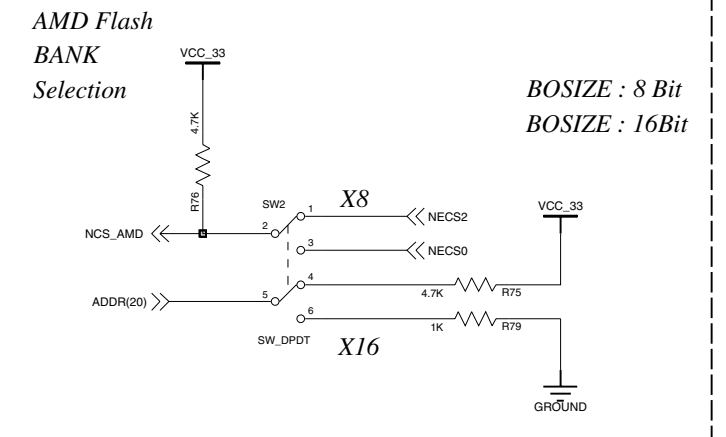 AMD Flash
BANK
Selection
VCC_33
BOSIZE : 8 Bit
BOSIZE : 16Bit
4.7K
R76
SW2
1
X8
NECS2
VCC_33
NCS_AMD
2
3
NECS0
4
4.7K
R75
ADDR(20)
5
6
1K
R79
SW_DPDT
X16
GROUND